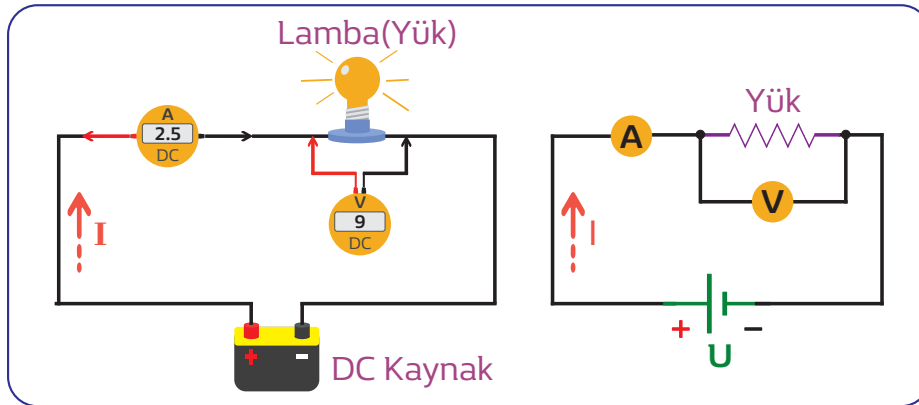 Lamba(Yük)
A
2.5
DC
V
9
DC
I
+
-
DC Kaynak
Yük
A
V
I
+
-
U